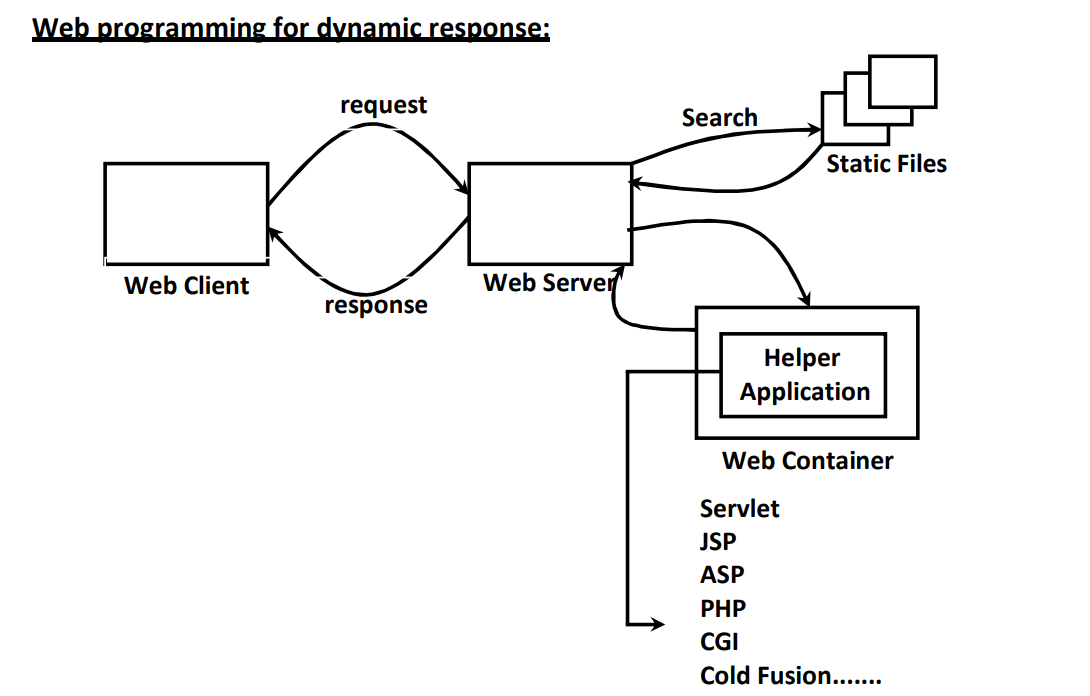 Web programming for dynamic response:
request
Search
Static Files
Web Client
Web Server
response
Helper
Application
Web Container
Servlet
JSP
ASP
PHP
CGI
Cold Fusion.......